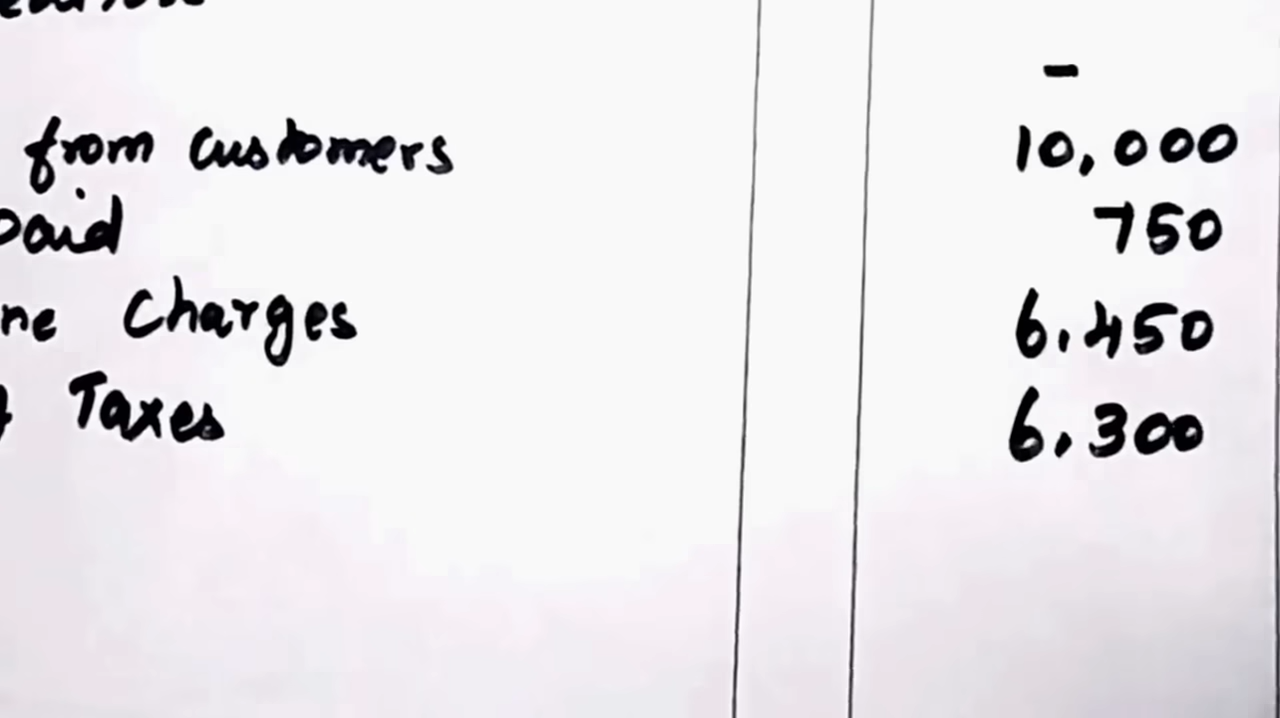 -
from customers 10,000
paid 750
ne Charges 6,450
Taxes 6,300